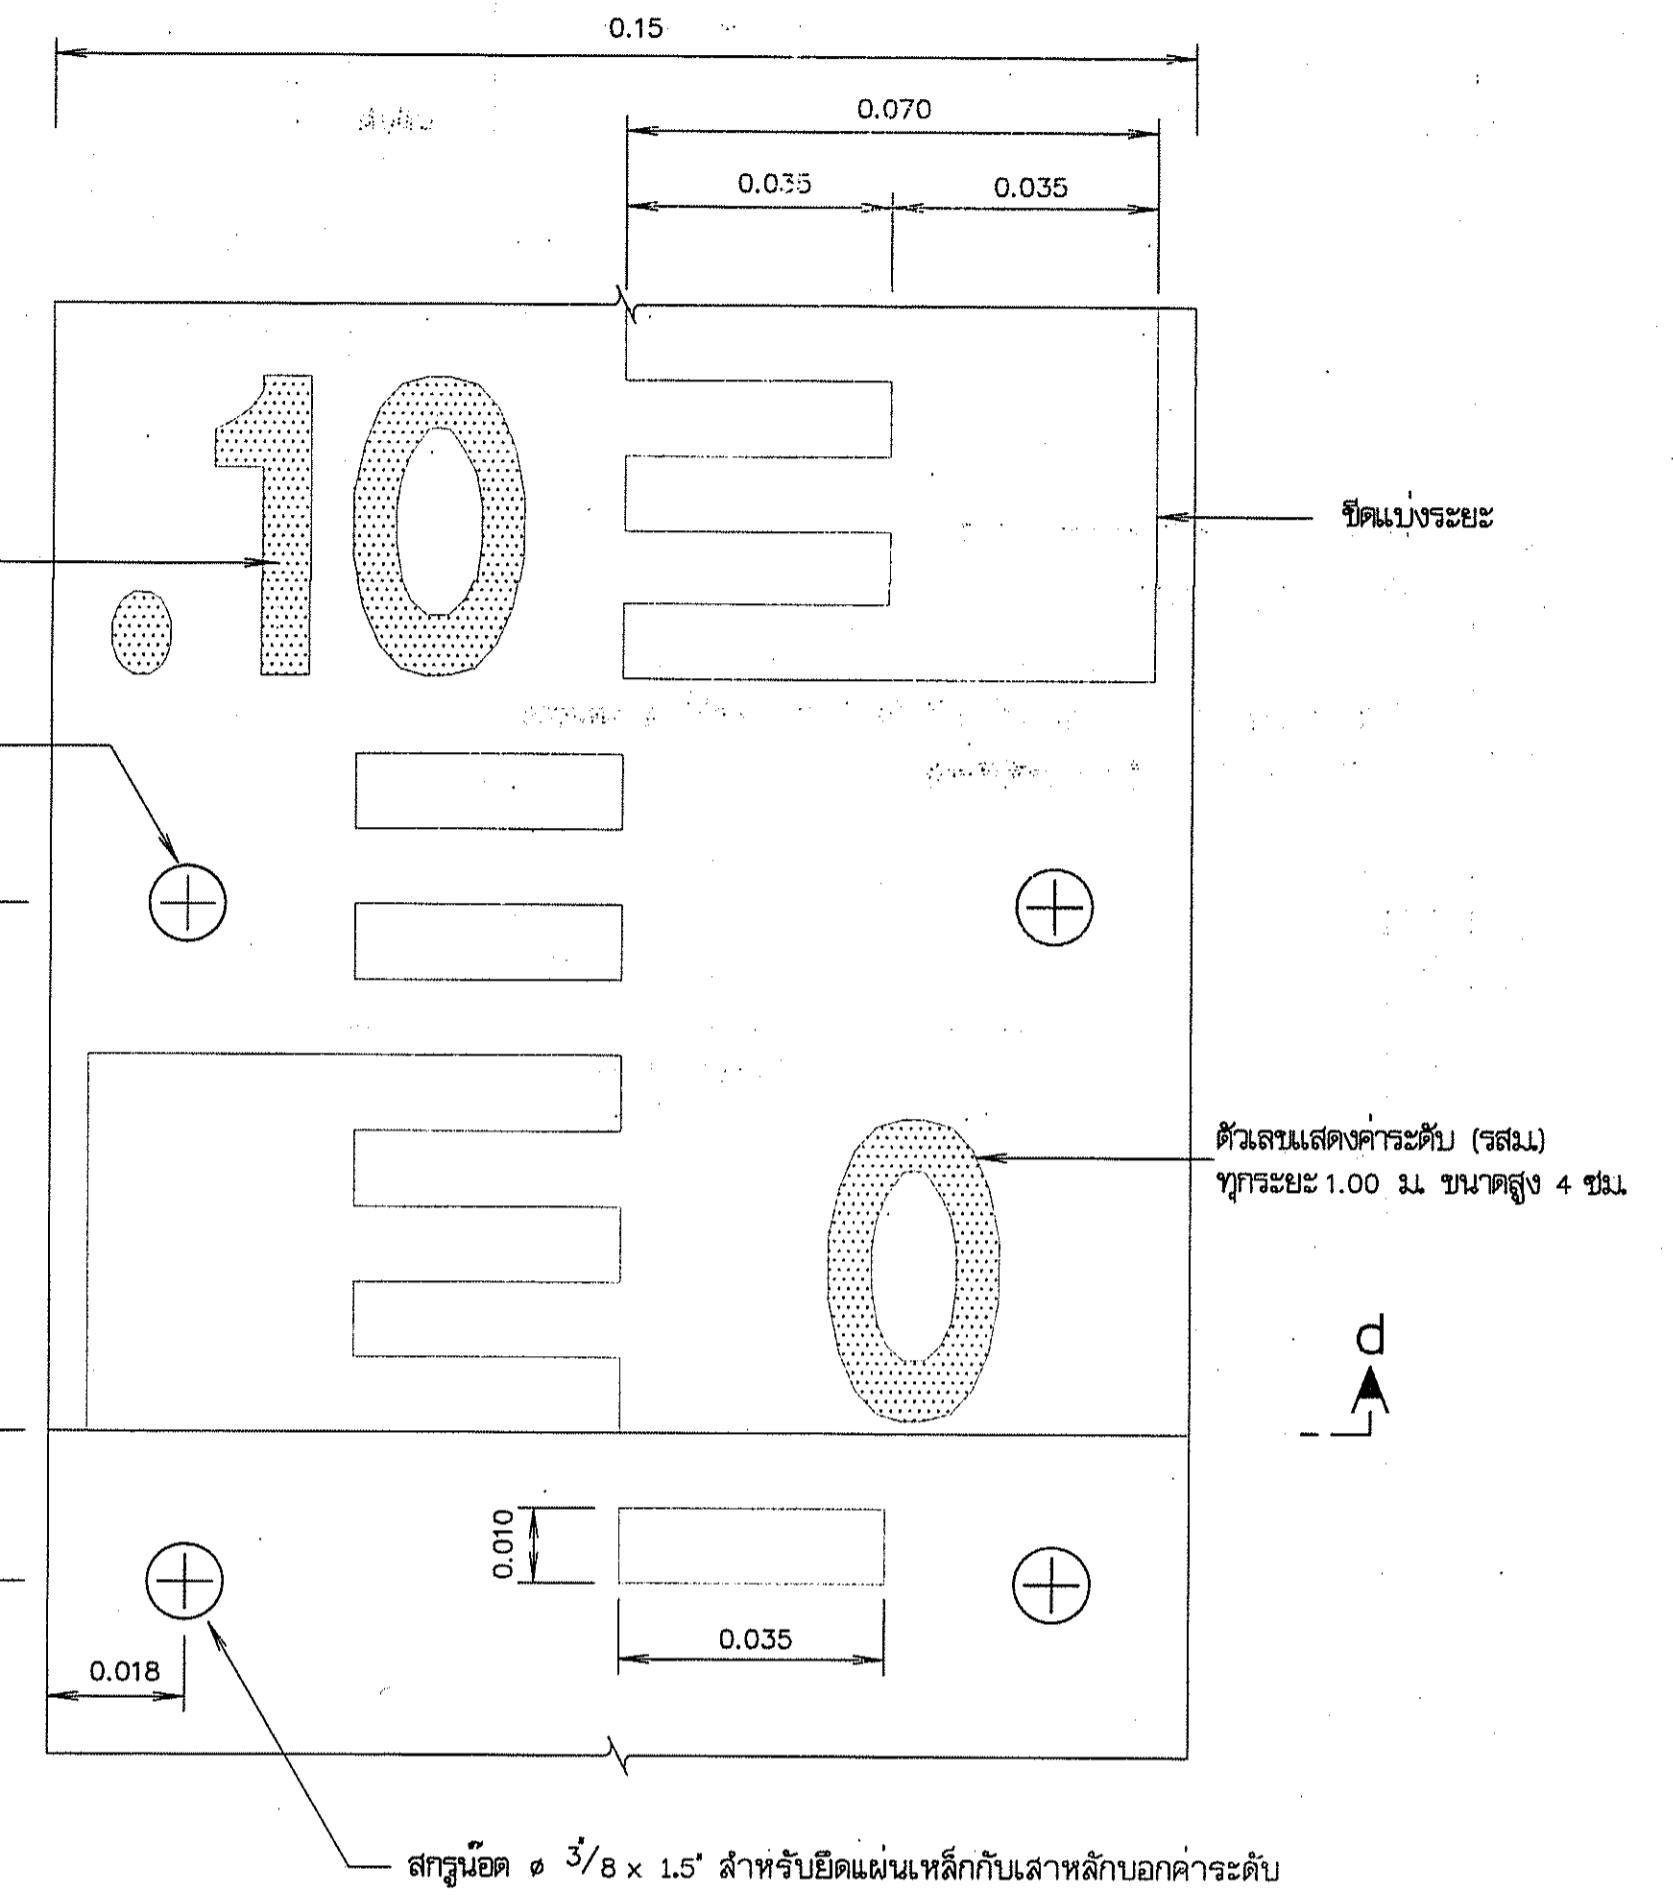 0.15
0.070
0.035
0.035
.10
ขีดแบ่งระยะ
ตัวเลขแสดงค่าระดับ (รสม.)
ทุกระยะ 1.00 ม. ขนาดสูง 4 ซม.
0
d
0.010
0.035
0.018
สกรูน๊อต ø 3/8 x 1.5" สำหรับยึดแผ่นเหล็กกับเสาหลักบอกค่าระดับ